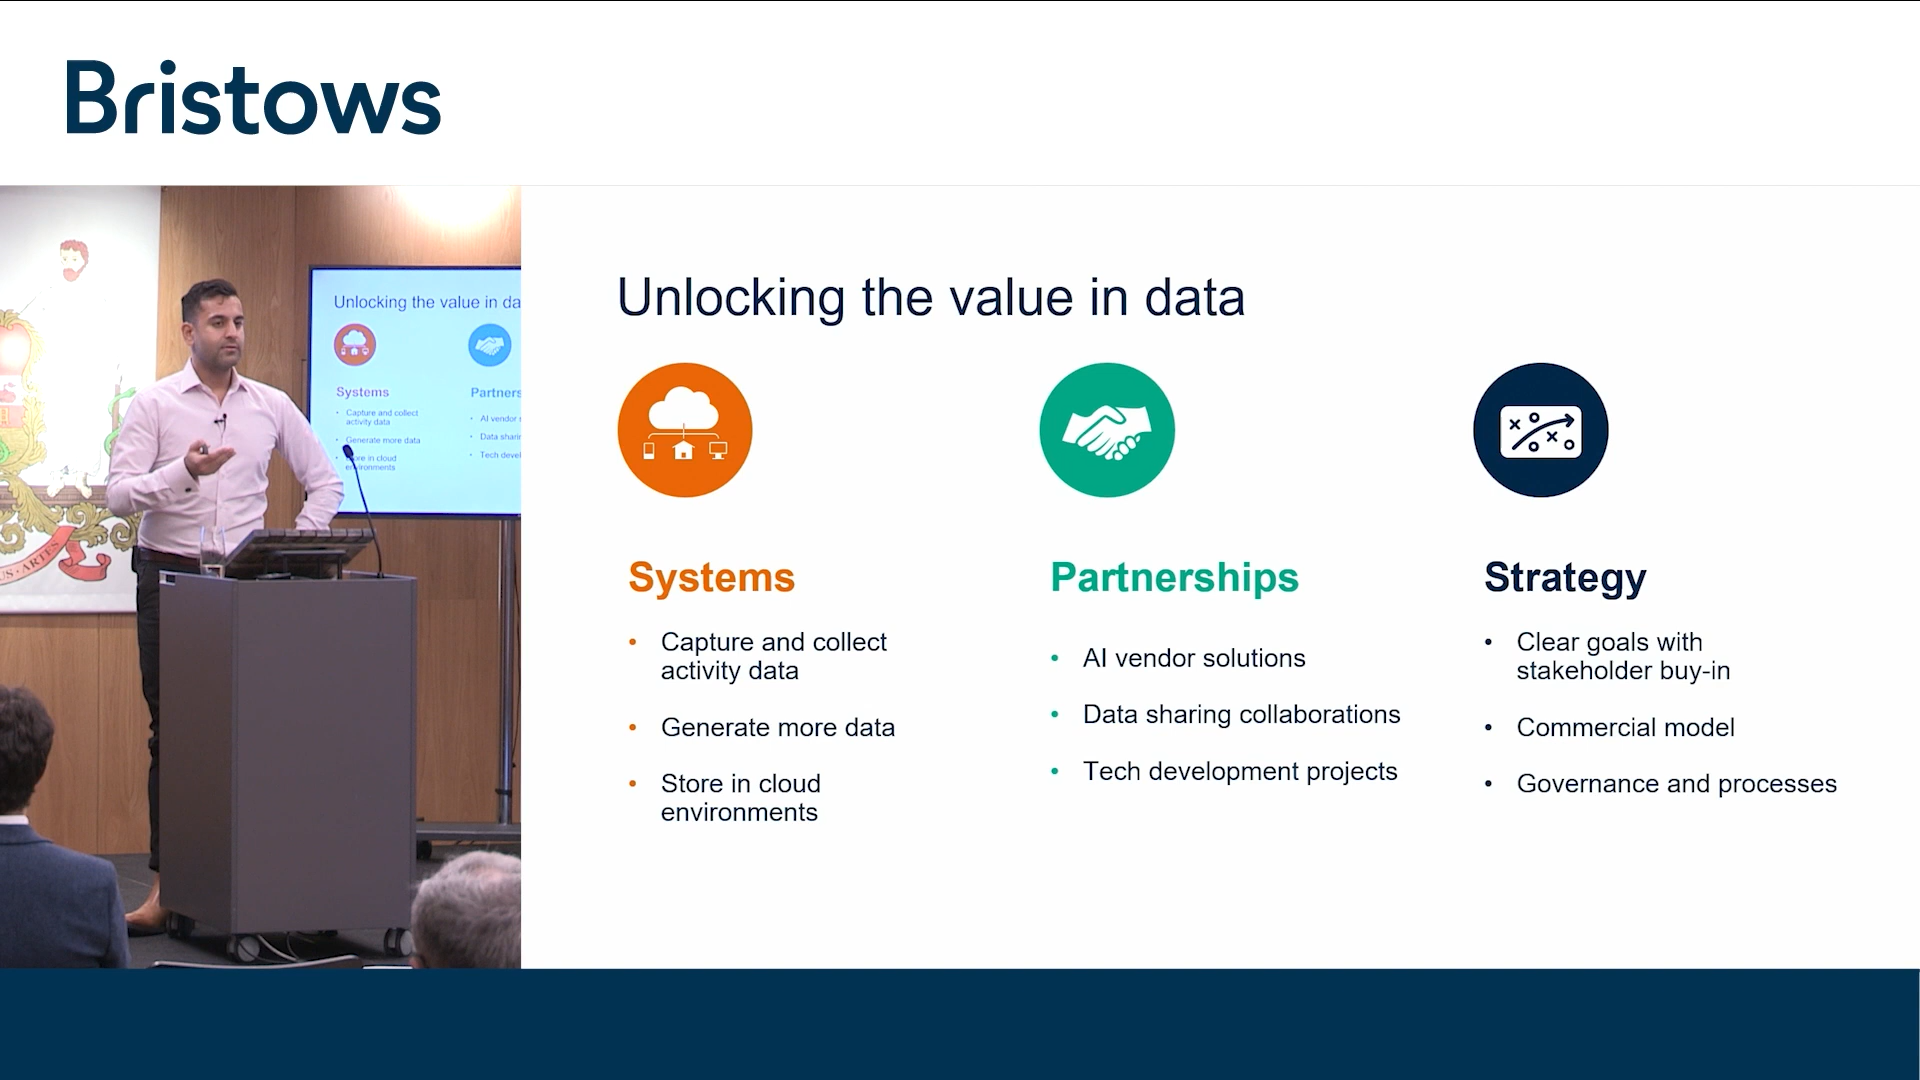 Bristows
Unlocking the value in data
Systems
• Capture and collect
activity data
• Generate more data
• Store in cloud
environments
Partnerships
• AI vendor solutions
• Data sharing collaborations
• Tech development projects
Strategy
• Clear goals with
stakeholder buy-in
• Commercial model
• Governance and processes
Unlocking the value in da
Systems
• Capture and collect
activity data
• Generate more data
in cloud
Partners
• AI vendor
• Data sharin
• Tech devel